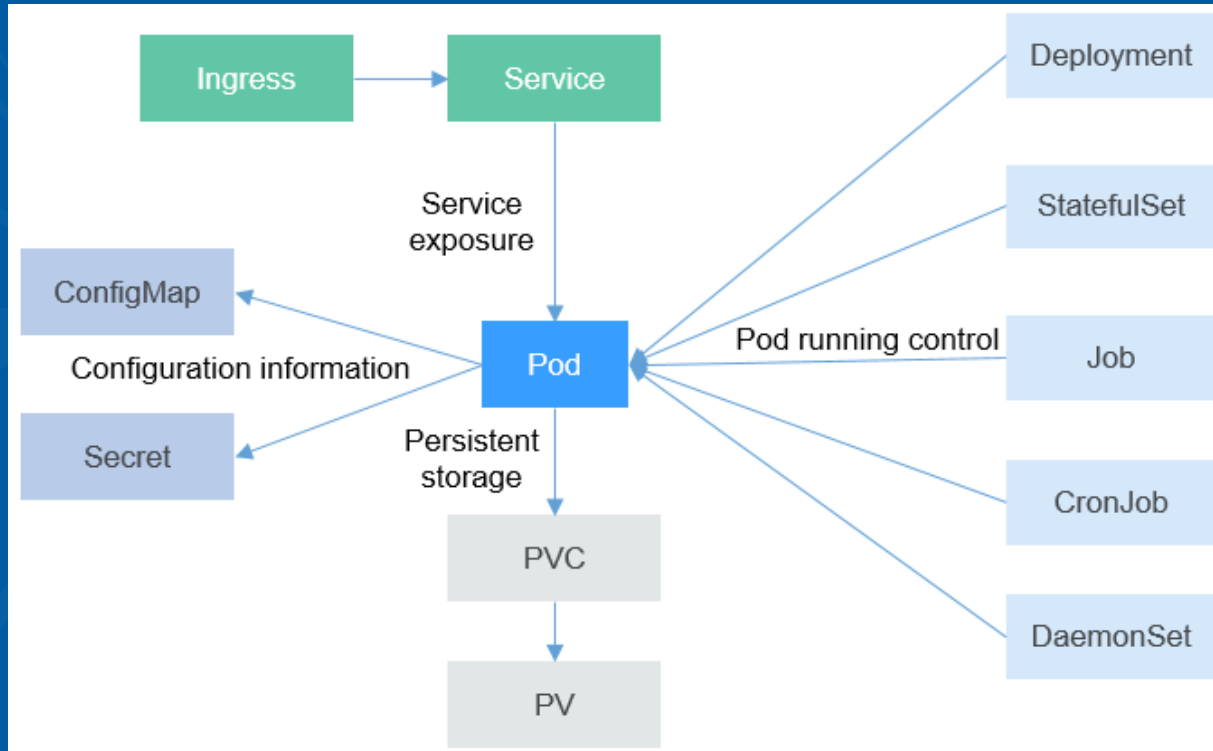 Ingress
Service
Deployment
StatefulSet
Service
exposure
ConfigMap
Configuration information
Secret
Pod
Pod running control
Job
Persistent
storage
PVC
CronJob
PV
DaemonSet